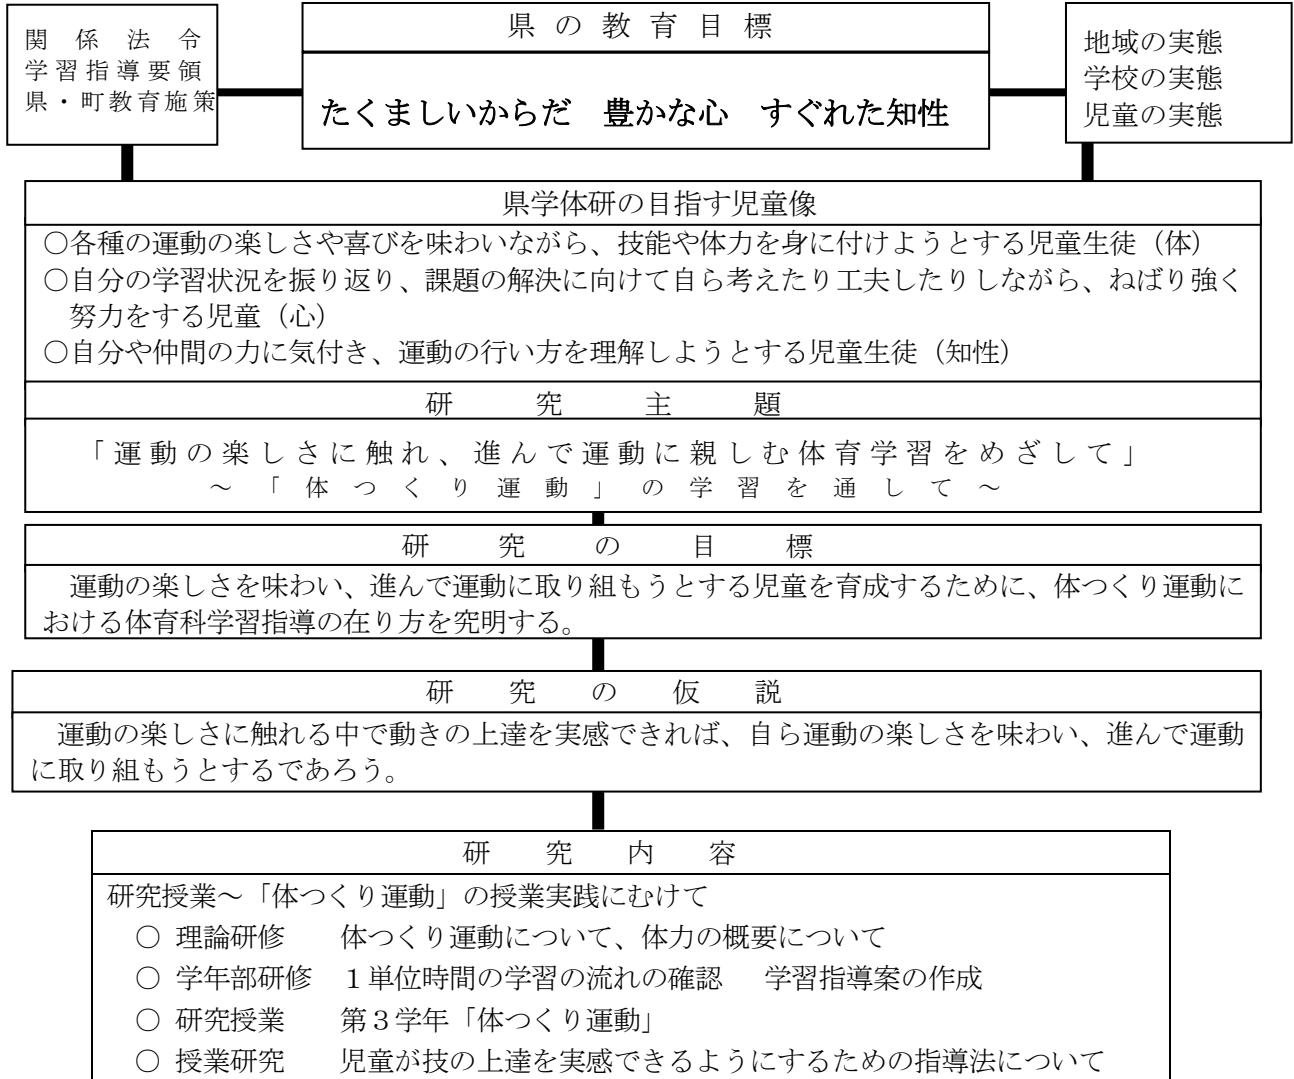 関係法令
学習指導要領
県・町教育施策
県の教育目標
たくましいからだ　豊かな心　すぐれた知性
地域の実態
学校の実態
児童の実態
県学体研の目指す児童像
○各種の運動の楽しさや喜びを味わいながら、技能や体力を身に付けようとする児童生徒（体）
○自分の学習状況を振り返り、課題の解決に向けて自ら考えたり工夫したりしながら、ねばり強く
努力をする児童（心）
○自分や仲間の力に気付き、運動の行い方を理解しようとする児童生徒（知性）
研究主題
「運動の楽しさに触れ、進んで運動に親しむ体育学習をめざして」
～「体つくり運動」の学習を通して～
研究の目標
運動の楽しさを味わい、進んで運動に取り組もうとする児童を育成するために、体つくり運動に
おける体育科学習指導の在り方を究明する。
研究の仮説
運動の楽しさに触れる中で動きの上達を実感できれば、自ら運動の楽しさを味わい、進んで運動
に取り組もうとするであろう。
研究内容
研究授業～「体つくり運動」の授業実践にむけて
○ 理論研修　体つくり運動について、体力の概要について
○ 学年部研修　１単位時間の学習の流れの確認　学習指導案の作成
○ 研究授業　第３学年「体つくり運動」
○ 授業研究　児童が技の上達を実感できるようにするための指導法について